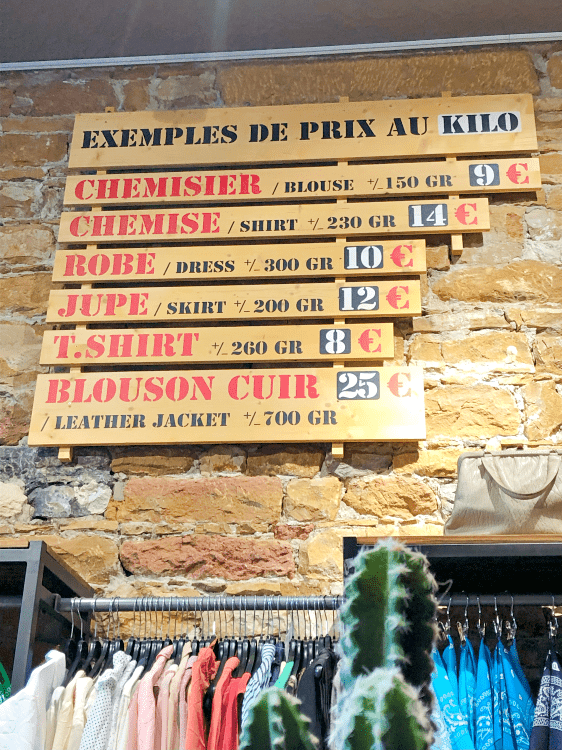 EXEMPLES DE PRIX AU KILO
CHEMISIER / BLOUSE +/_ 150 GR 9 €
CHEMISE / SHIRT +/_ 230 GR 14 €
ROBE / DRESS +/_ 300 GR 10 €
JUPE / SKIRT +/_ 200 GR 12 €
T.SHIRT +/_ 260 GR 8 €
BLOUSON CUIR 25 €
/ LEATHER JACKET +/_ 700 GR